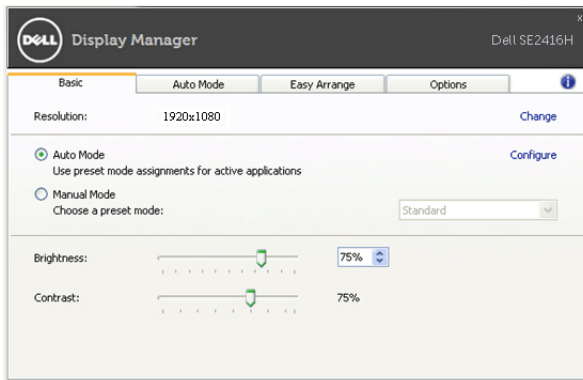 x
DELL Display Manager Dell SE2416H
Basic Auto Mode Easy Arrange Options i
Resolution: 1920x1080 Change
Auto Mode Configure
Use preset mode assignments for active applications
Manual Mode
Choose a preset mode: Standard
Brightness: 75%
Contrast: 75%